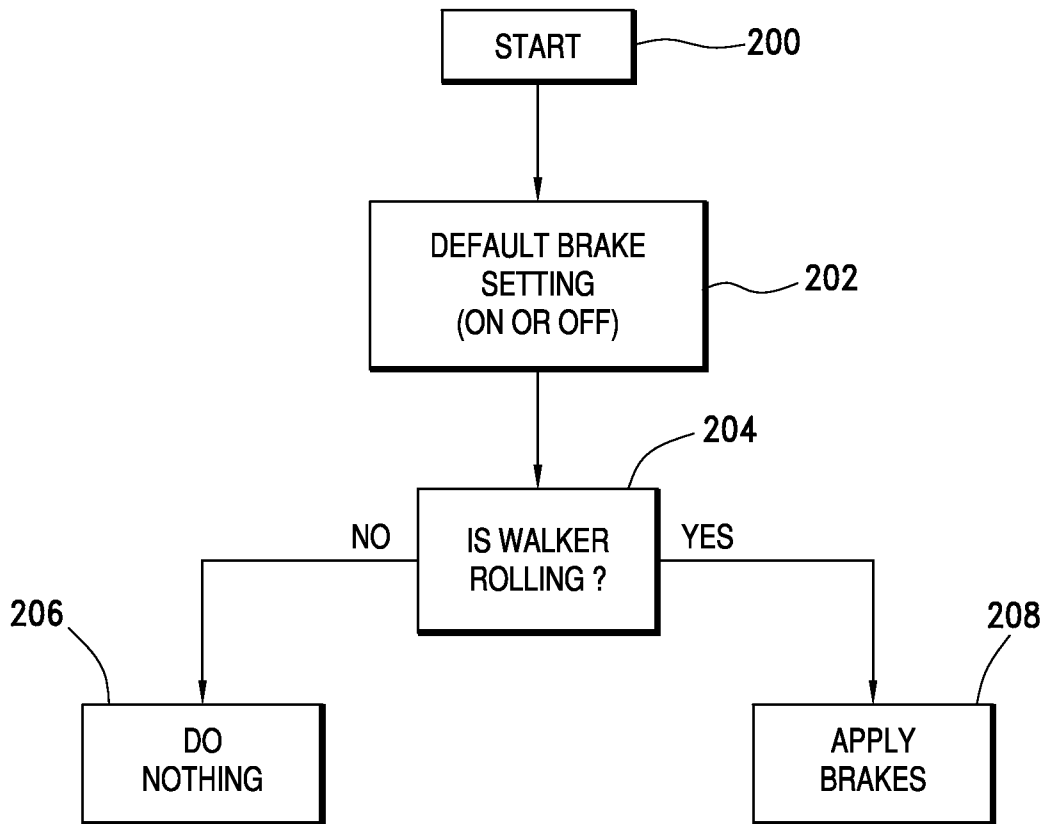 START
200
DEFAULT BRAKE
SETTING
(ON OR OFF)
202
204
NO
IS WALKER
ROLLING ?
YES
206
208
DO
NOTHING
APPLY
BRAKES